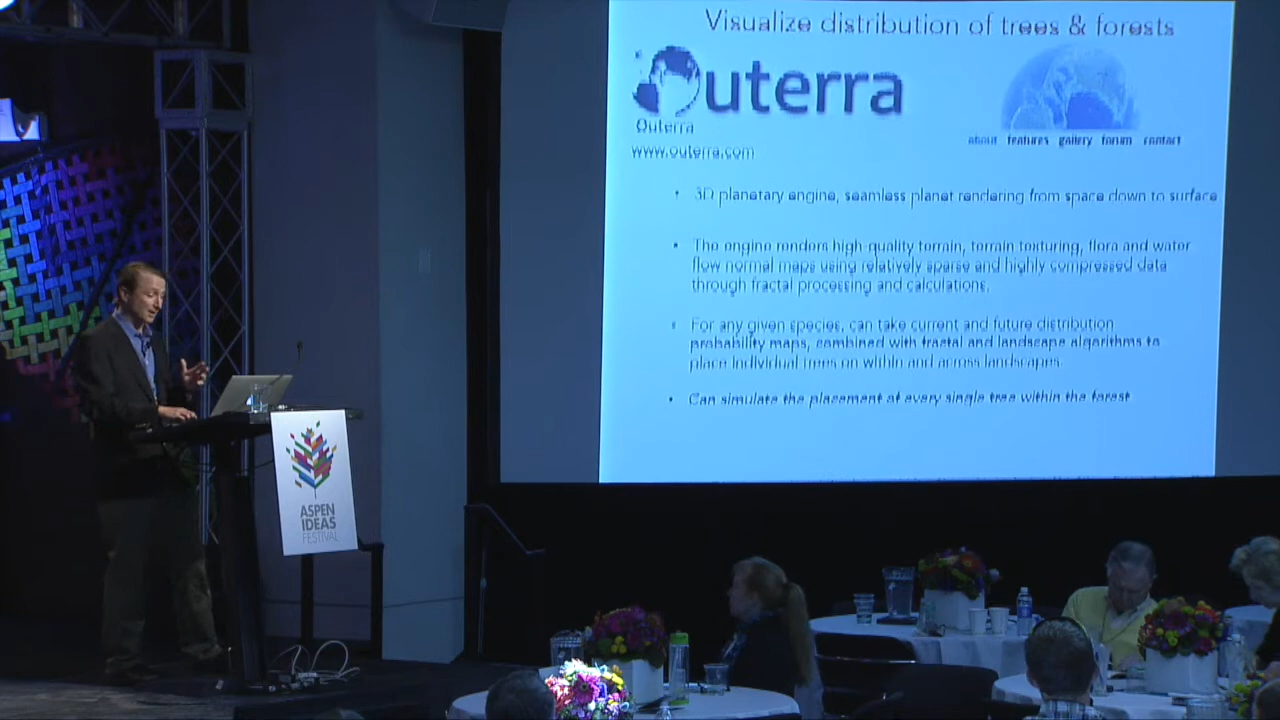 Visualize distribution of trees & forests
Outerra
Outerra
www.outerra.com
about features gallery forum contact
• 3D planetary engine, seamless planet rendering from space down to surface
• The engine renders high-quality terrain, terrain texturing, flora and water
flow normal maps using relatively sparse and highly compressed data
through fractal processing and calculations.
• For any given species, can take current and future distribution
probability maps, combined with fractal and landscape algorithms to
place individual trees on within and across landscapes.
• Can simulate the placement of every single tree within the forest
ASPEN
IDEAS
FESTIVAL